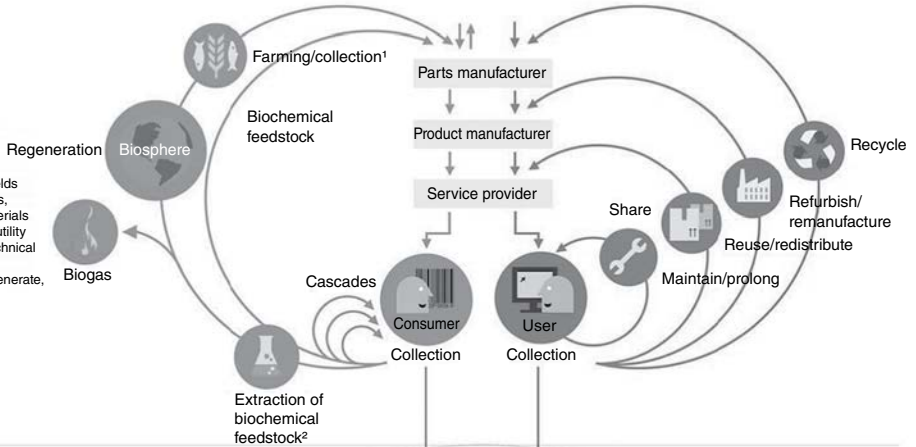 Farming/collection¹
Parts manufacturer
Biochemical
feedstock
Product manufacturer
Regeneration
Biosphere
Recycle
Service provider
Share
Refurbish/
remanufacture
Reuse/redistribute
Biogas
Cascades
Maintain/prolong
Consumer
User
Collection
Collection
Extraction of
biochemical
feedstock²